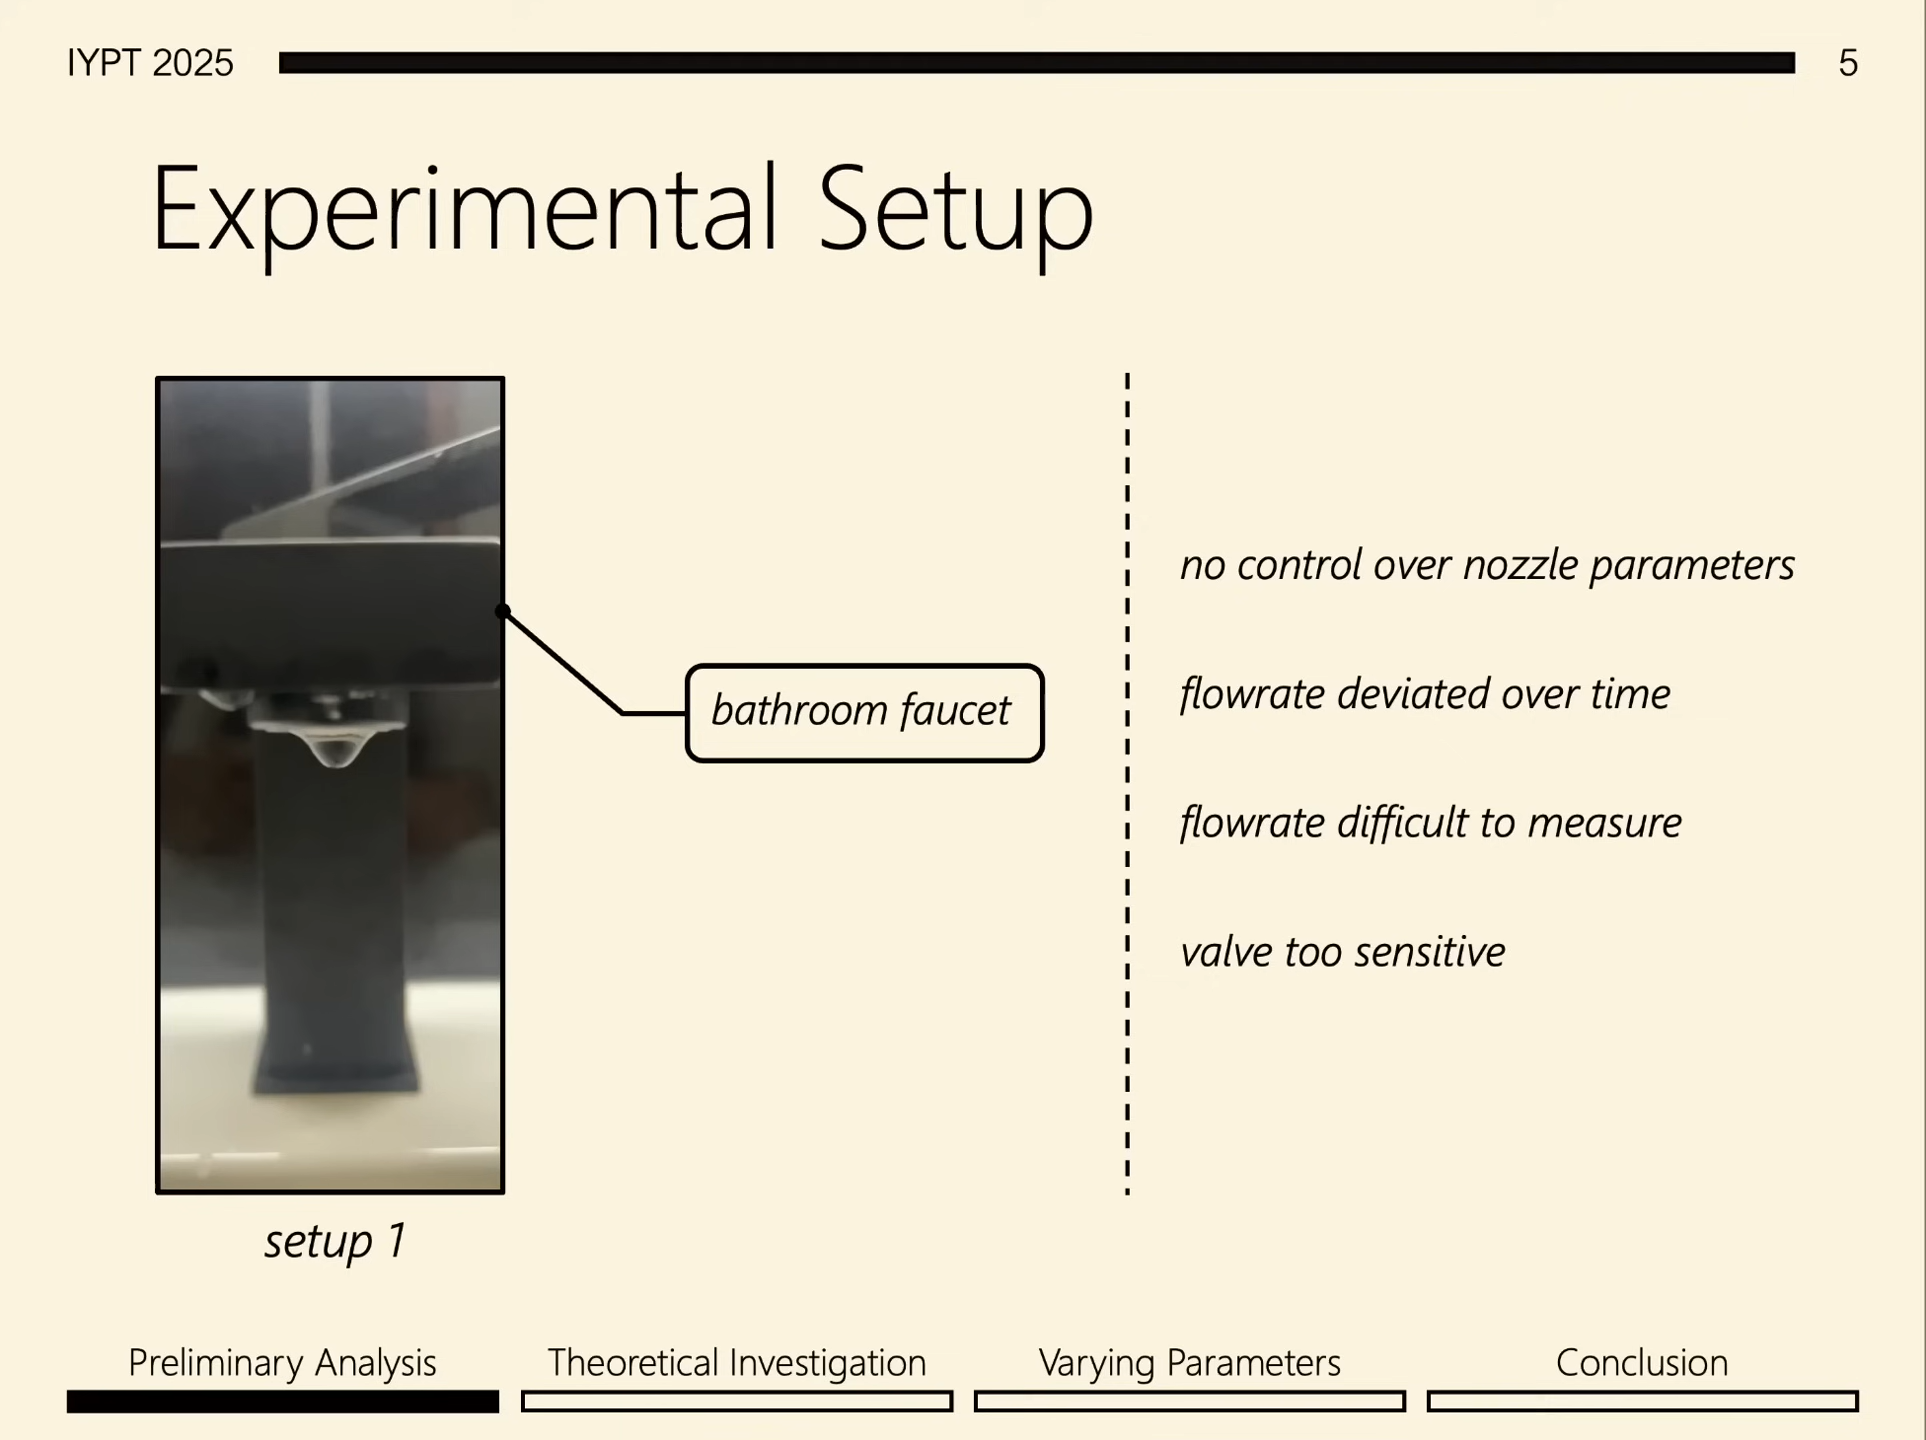 IYPT 2025
5
Experimental Setup
no control over nozzle parameters
flowrate deviated over time
bathroom faucet
flowrate difficult to measure
valve too sensitive
setup 1
Preliminary Analysis
Theoretical Investigation
Varying Parameters
Conclusion